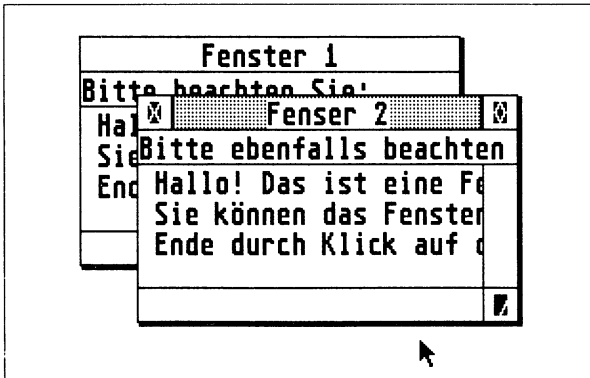 Fenster 1
Bitte beachten Sie:
Hal
Sie
End
Fenser 2
Bitte ebenfalls beachten
Hallo! Das ist eine Fe
Sie können das Fenster
Ende durch Klick auf d